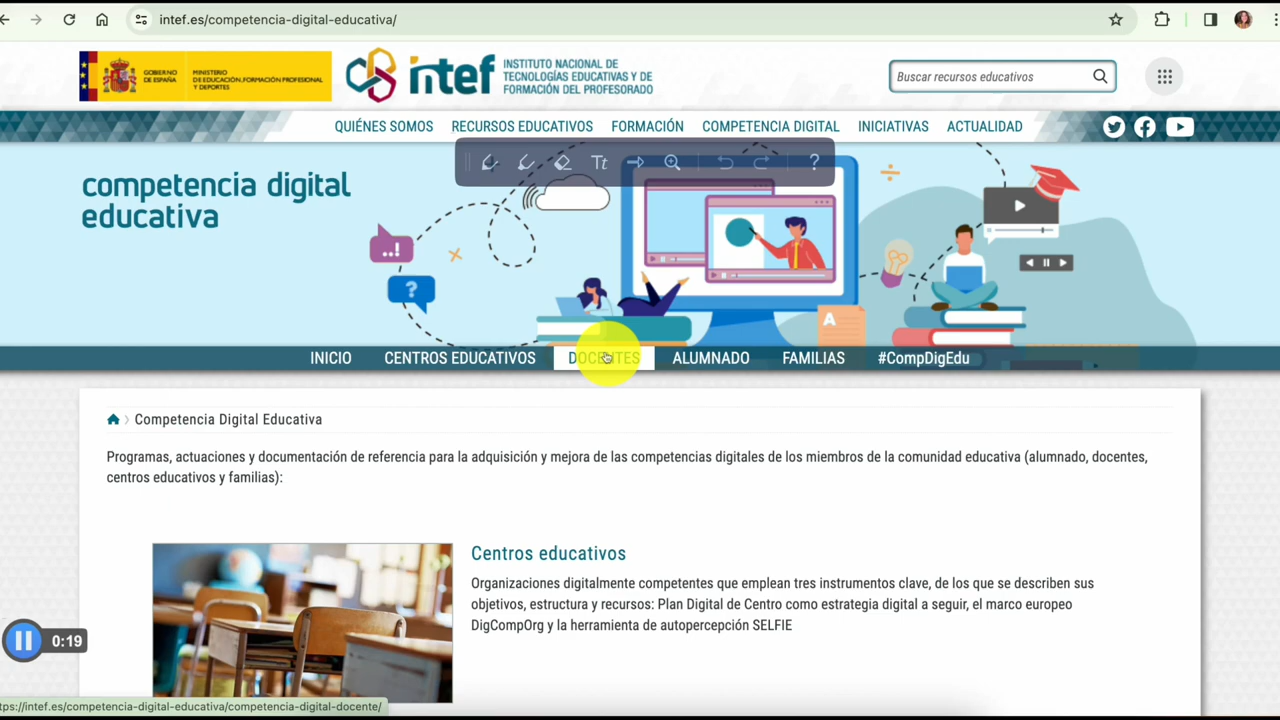 intef.es/competencia-digital-educativa/
GOBIERNO
DE ESPAÑA
MINISTERIO
DE EDUCACIÓN, FORMACIÓN PROFESIONAL
Y DEPORTES
intef
INSTITUTO NACIONAL DE
TECNOLOGÍAS EDUCATIVAS Y DE
FORMACIÓN DEL PROFESORADO
Buscar recursos educativos
QUIÉNES SOMOS RECURSOS EDUCATIVOS FORMACIÓN COMPETENCIA DIGITAL INICIATIVAS ACTUALIDAD
Tt ?
competencia digital
educativa
...!
?
A
INICIO CENTROS EDUCATIVOS DOCENTES ALUMNADO FAMILIAS #CompDigEdu
Competencia Digital Educativa
Programas, actuaciones y documentación de referencia para la adquisición y mejora de las competencias digitales de los miembros de la comunidad educativa (alumnado, docentes,
centros educativos y familias):
Centros educativos
Organizaciones digitalmente competentes que emplean tres instrumentos clave, de los que se describen sus
objetivos, estructura y recursos: Plan Digital de Centro como estrategia digital a seguir, el marco europeo
DigCompOrg y la herramienta de autopercepción SELFIE
0:19
tps://intef.es/competencia-digital-educativa/competencia-digital-docente/